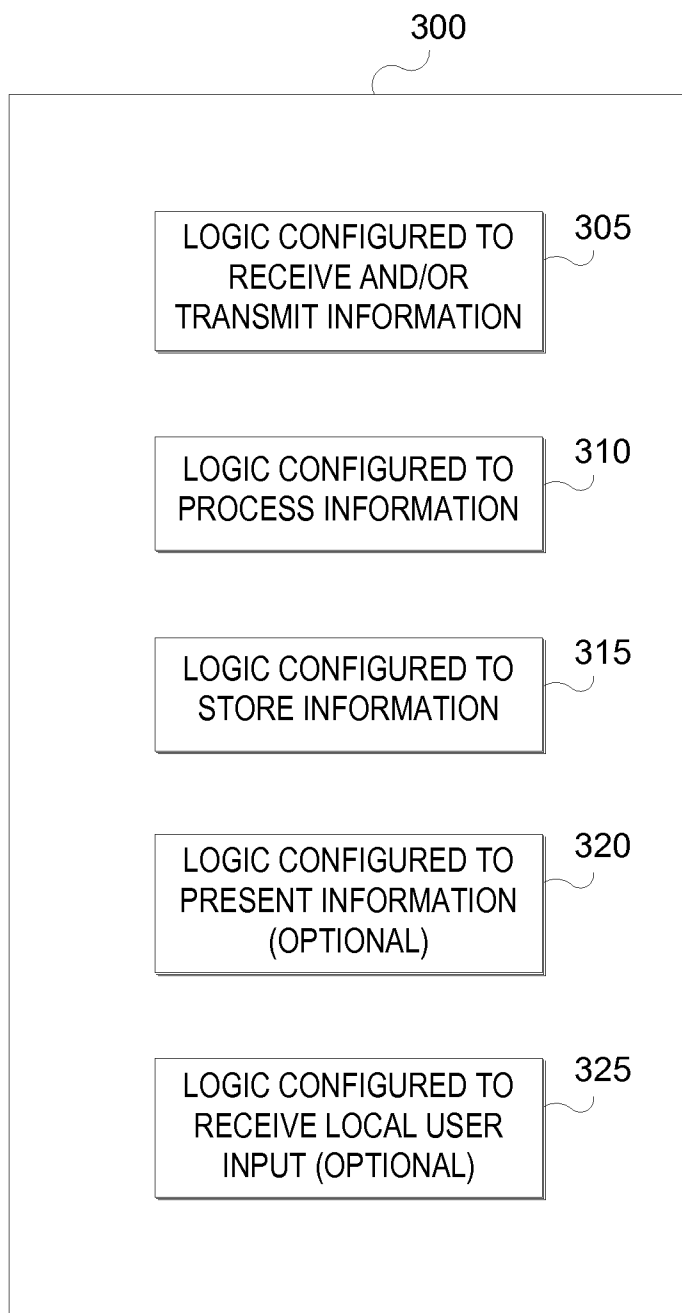 300
LOGIC CONFIGURED TO
RECEIVE AND/OR
TRANSMIT INFORMATION
305
LOGIC CONFIGURED TO
PROCESS INFORMATION
310
LOGIC CONFIGURED TO
STORE INFORMATION
315
LOGIC CONFIGURED TO
PRESENT INFORMATION
(OPTIONAL)
320
LOGIC CONFIGURED TO
RECEIVE LOCAL USER
INPUT (OPTIONAL)
325